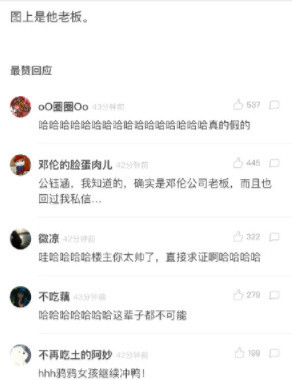 图上是他老板。
最赞回应
oO圈圈Oo 43分钟前
537
哈哈哈哈哈哈哈哈哈哈哈哈哈哈哈哈真的假的
邓伦的脸蛋肉儿 42分钟前
445
公钰涵，我知道的，确实是邓伦公司老板，而且也
回过我私信...
微凉 42分钟前
322
哇哈哈哈哈楼主你太帅了，直接求证啊哈哈哈哈
不吃藕 43分钟前
279
哈哈哈哈哈哈哈这辈子都不可能
不再吃土的阿妙 42分钟前
199
hhh鸦鸦女孩继续冲鸭！